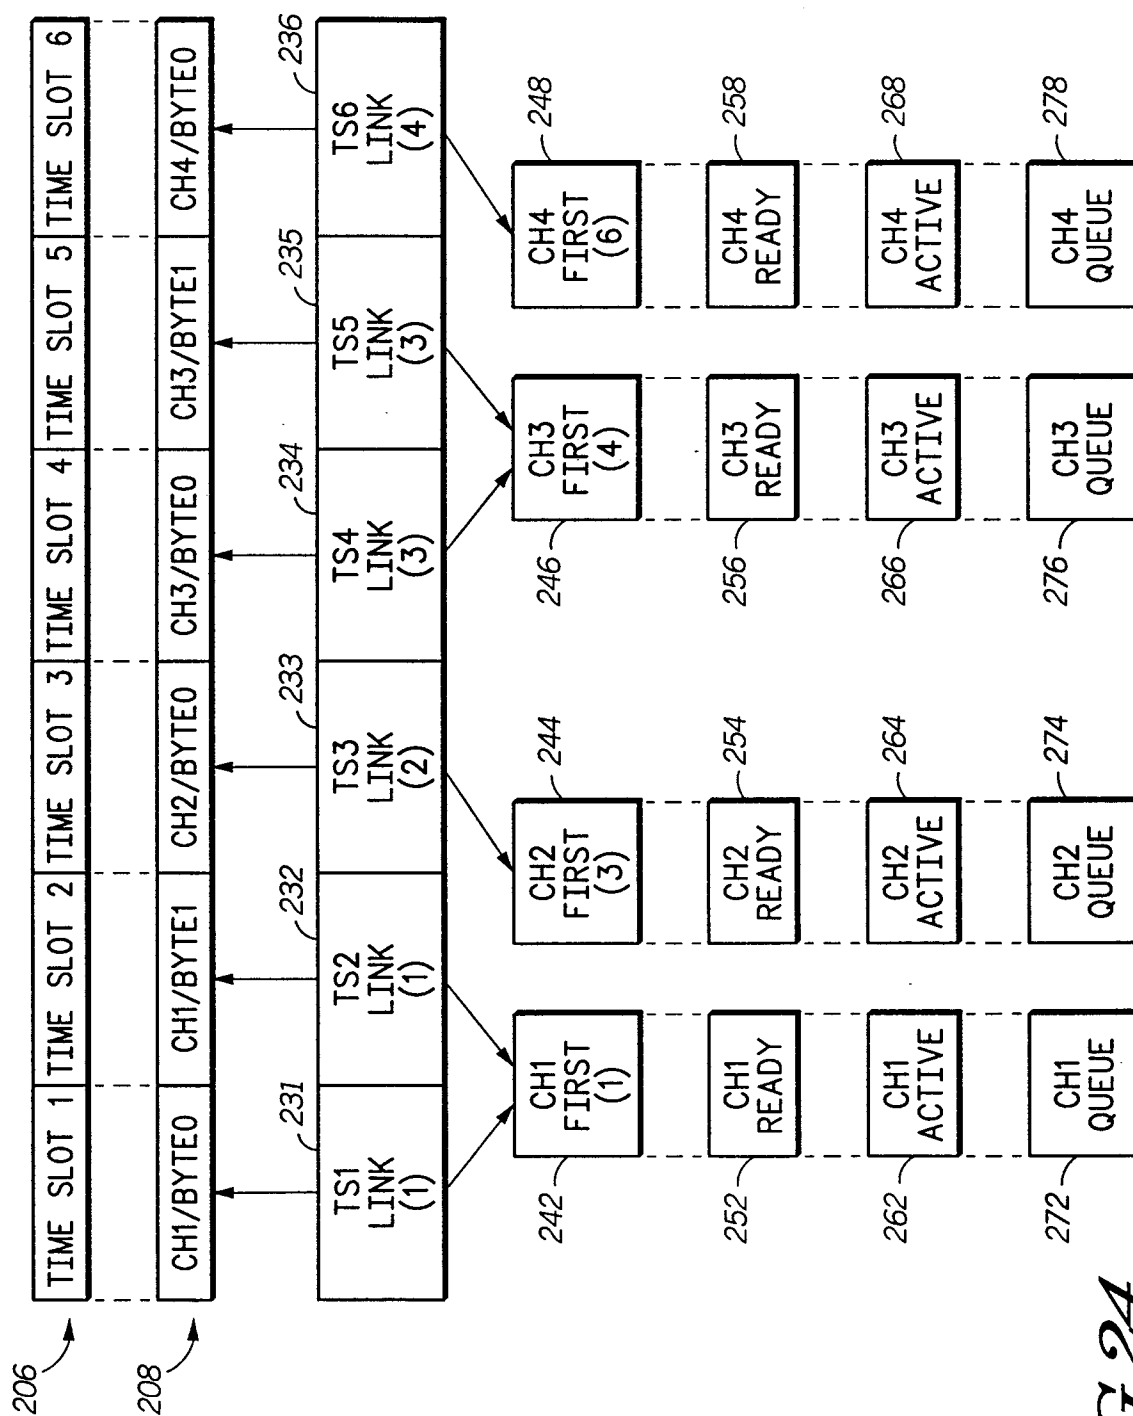 206
TIME SLOT 1
TIME SLOT 2
TIME SLOT 3
TIME SLOT 4
TIME SLOT 5
TIME SLOT 6
208
CH1/BYTE0
CH1/BYTE1
CH2/BYTE0
CH3/BYTE0
CH3/BYTE1
CH4/BYTE0
231
232
233
234
235
236
TS1
LINK
(1)
TS2
LINK
(1)
TS3
LINK
(2)
TS4
LINK
(3)
TS5
LINK
(3)
TS6
LINK
(4)
242
CH1
FIRST
(1)
CH2
FIRST
(3)
244
246
CH3
FIRST
(4)
CH4
FIRST
(6)
248
252
CH1
READY
CH2
READY
254
256
CH3
READY
CH4
READY
258
262
CH1
ACTIVE
CH2
ACTIVE
264
266
CH3
ACTIVE
CH4
ACTIVE
268
272
CH1
QUEUE
CH2
QUEUE
274
276
CH3
QUEUE
CH4
QUEUE
278